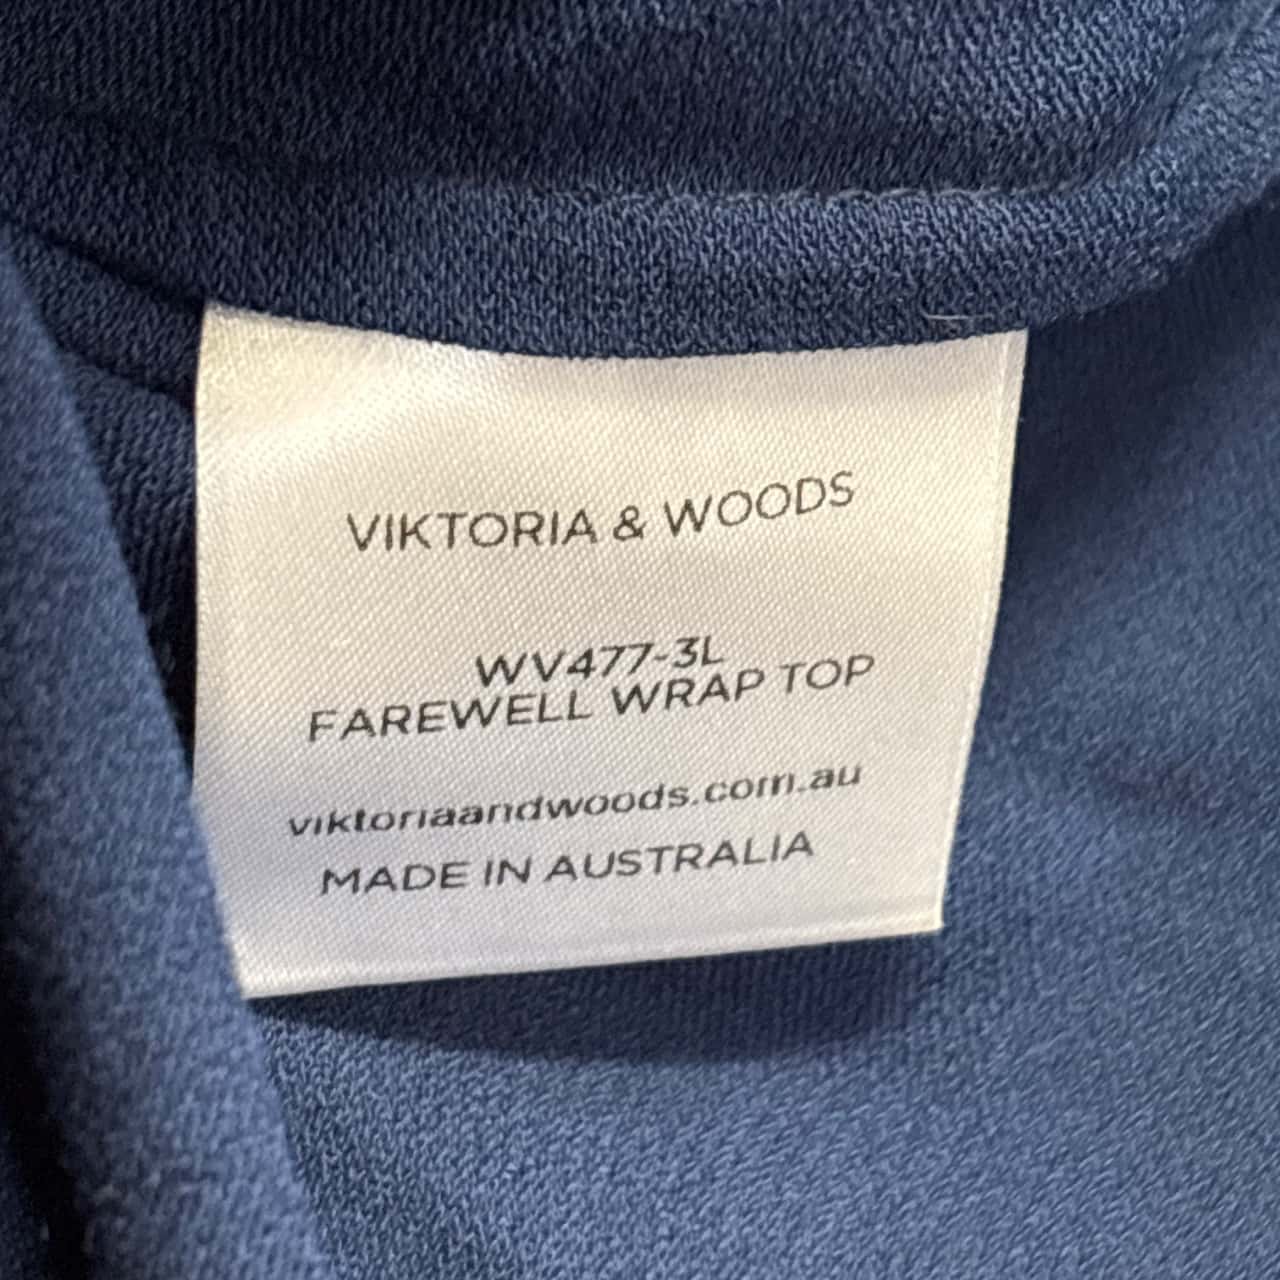 VIKTORIA & WOODS
WV477-3L
FAREWELL WRAP TOP
viktoriaandwoods.com.au
MADE IN AUSTRALIA